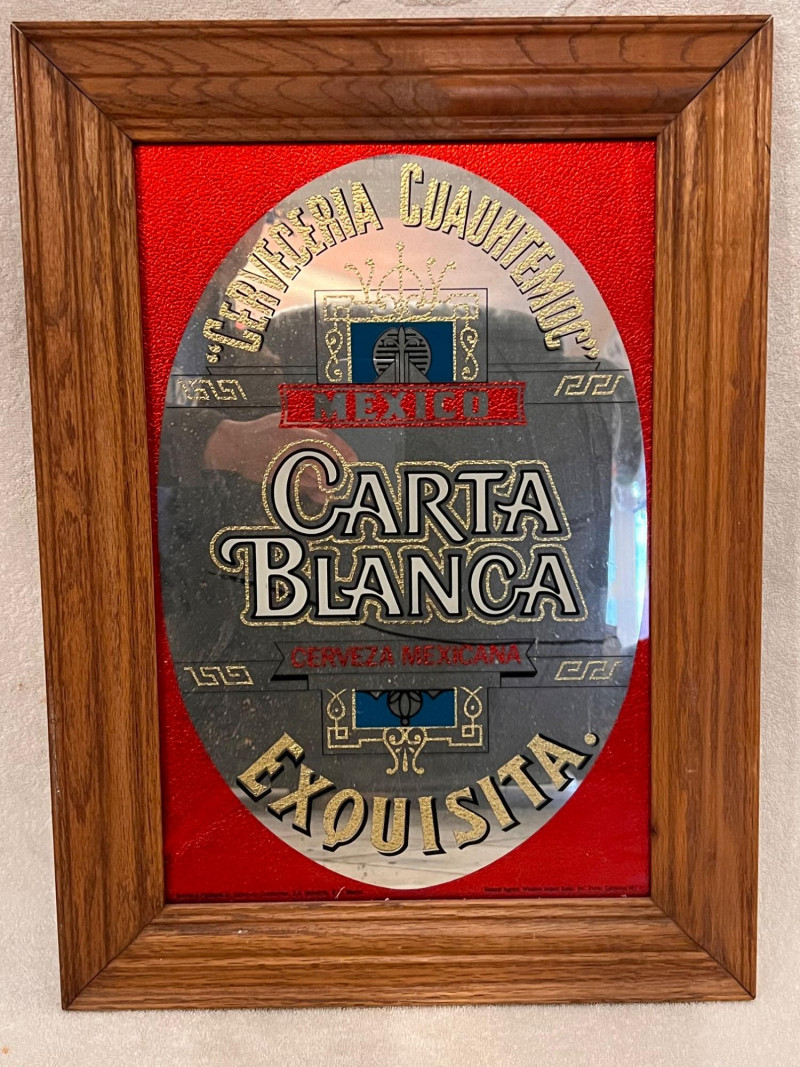 "CERVECERIA CUAUHTEMOC"
MEXICO
CARTA
BLANCA
CERVEZA MEXICANA
EXQUISITA.